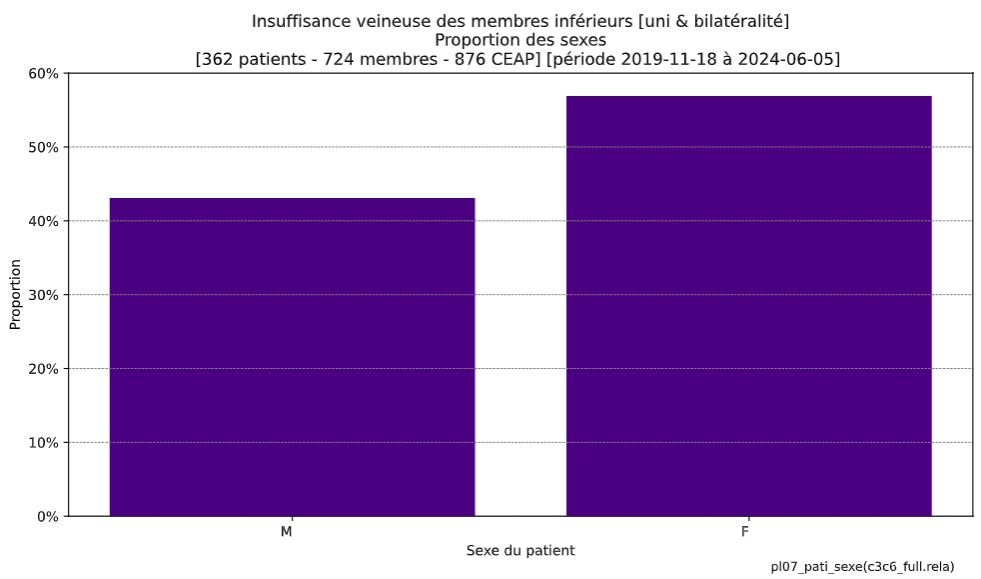 Insuffisance veineuse des membres inférieurs [uni & bilatéralité]
Proportion des sexes
[362 patients - 724 membres - 876 CEAP] [période 2019-11-18 à 2024-06-05]
60%
50%
40%
30%
20%
10%
0%
Proportion
M
F
Sexe du patient
pl07_pati_sexe(c3c6_full.rela)